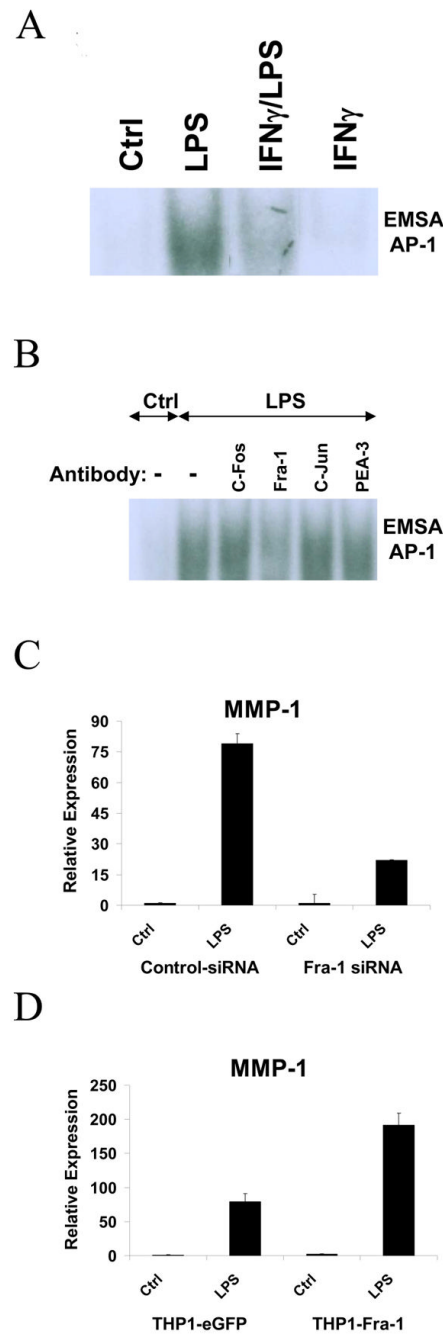 A
Ctrl
LPS
IFNγ/LPS
IFNγ
EMSA
AP-1
B
Ctrl
LPS
Antibody: - - C-Fos Fra-1 C-Jun PEA-3
EMSA
AP-1
C
MMP-1
Relative Expression
90
75
60
45
30
15
0
Ctrl LPS Ctrl LPS
Control-siRNA Fra-1 siRNA
D
MMP-1
Relative Expression
250
200
150
100
50
0
Ctrl LPS Ctrl LPS
THP1-eGFP THP1-Fra-1